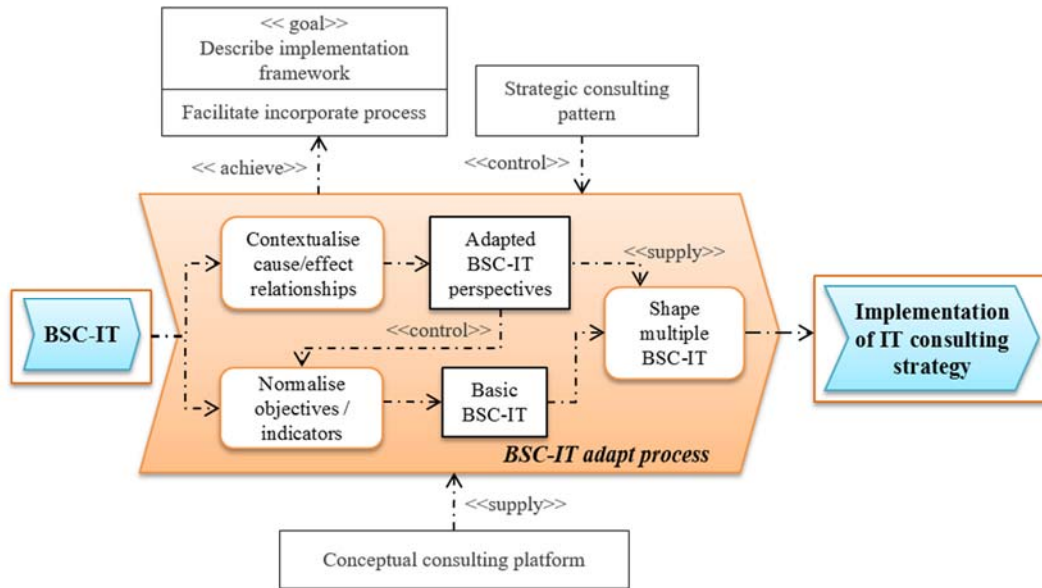 << goal>>
Describe implementation
framework
Facilitate incorporate process
Strategic consulting
pattern
<< achieve>>
<<control>>
Contextualise
cause/effect
relationships
Adapted
BSC-IT
perspectives
<<supply>>
BSC-IT
<<control>>
Shape
multiple
BSC-IT
Implementation
of IT consulting
strategy
Normalise
objectives /
indicators
Basic
BSC-IT
BSC-IT adapt process
<<supply>>
Conceptual consulting platform